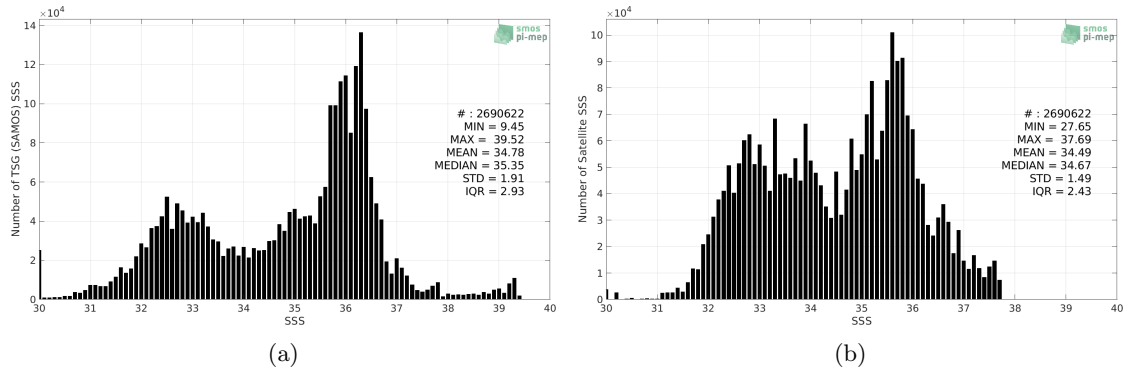 ×10⁴
14
12
10
8
6
4
2
0
Number of TSG (SAMOS) SSS
smos
pi-mep
# : 2690622
MIN = 9.45
MAX = 39.52
MEAN = 34.78
MEDIAN = 35.35
STD = 1.91
IQR = 2.93
30 31 32 33 34 35 36 37 38 39 40
SSS
(a)
×10⁴
10
9
8
7
6
5
4
3
2
1
0
Number of Satellite SSS
smos
pi-mep
# : 2690622
MIN = 27.65
MAX = 37.69
MEAN = 34.49
MEDIAN = 34.67
STD = 1.49
IQR = 2.43
30 31 32 33 34 35 36 37 38 39 40
SSS
(b)